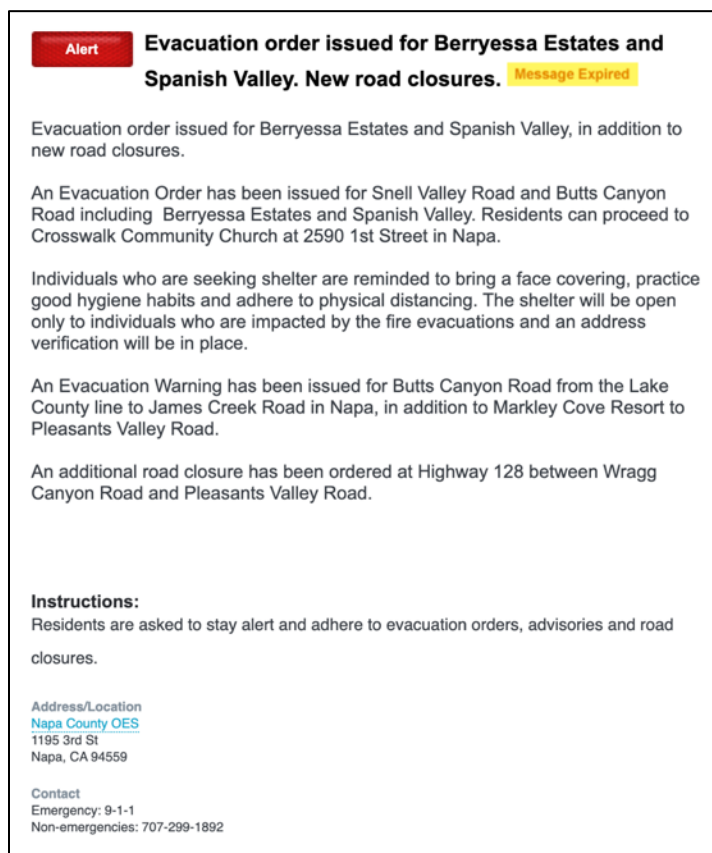 Alert
Evacuation order issued for Berryessa Estates and
Spanish Valley. New road closures. Message Expired
Evacuation order issued for Berryessa Estates and Spanish Valley, in addition to
new road closures.
An Evacuation Order has been issued for Snell Valley Road and Butts Canyon
Road including  Berryessa Estates and Spanish Valley. Residents can proceed to
Crosswalk Community Church at 2590 1st Street in Napa.
Individuals who are seeking shelter are reminded to bring a face covering, practice
good hygiene habits and adhere to physical distancing. The shelter will be open
only to individuals who are impacted by the fire evacuations and an address
verification will be in place.
An Evacuation Warning has been issued for Butts Canyon Road from the Lake
County line to James Creek Road in Napa, in addition to Markley Cove Resort to
Pleasants Valley Road.
An additional road closure has been ordered at Highway 128 between Wragg
Canyon Road and Pleasants Valley Road.
Instructions:
Residents are asked to stay alert and adhere to evacuation orders, advisories and road
closures.
Address/Location
Napa County OES
1195 3rd St
Napa, CA 94559
Contact
Emergency: 9-1-1
Non-emergencies: 707-299-1892